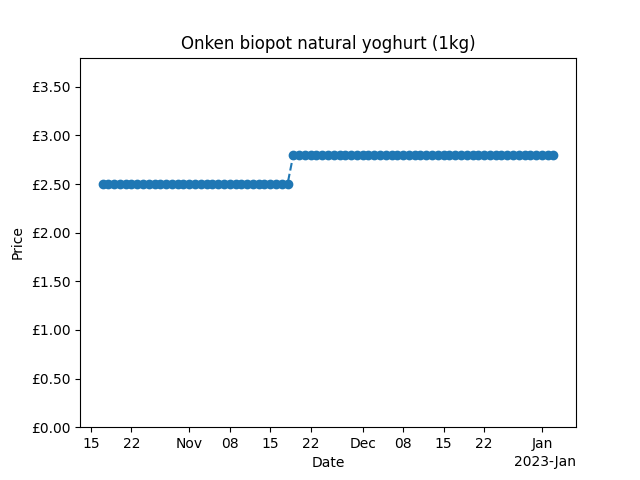 Onken biopot natural yoghurt (1kg)
£3.50
£3.00
£2.50
£2.00
£1.50
£1.00
£0.50
£0.00
Price
15 22 Nov 08 15 22 Dec 08 15 22 Jan
Date
2023-Jan